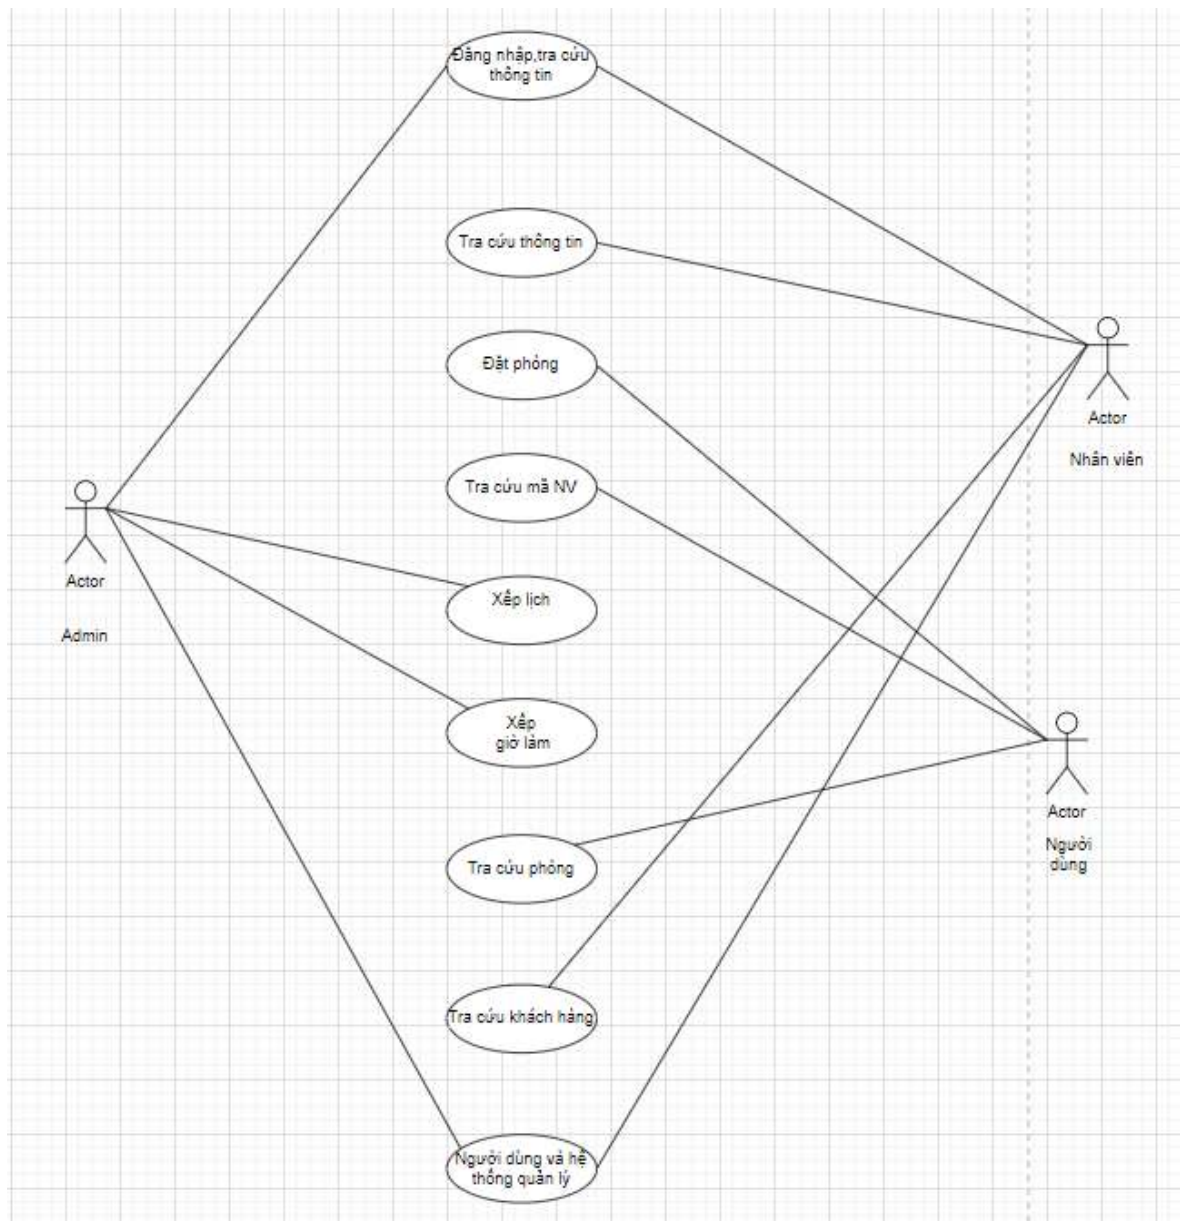 Đăng nhập,tra cứu
thông tin
Tra cứu thông tin
Đặt phòng
Actor
Nhân viên
Tra cứu mã NV
Actor
Admin
Xếp lịch
Xếp
giờ làm
Actor
Người
dùng
Tra cứu phòng
Tra cứu khách hàng
Người dùng và hệ
thống quản lý